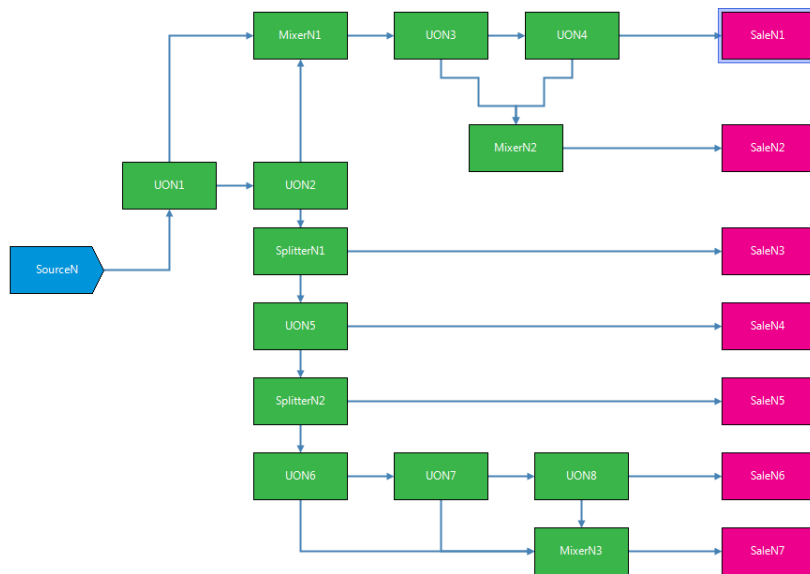 MixerN1
UON3
UON4
SaleN1
MixerN2
SaleN2
UON1
UON2
SplitterN1
SaleN3
SourceN
UON5
SaleN4
SplitterN2
SaleN5
UON6
UON7
UON8
SaleN6
MixerN3
SaleN7